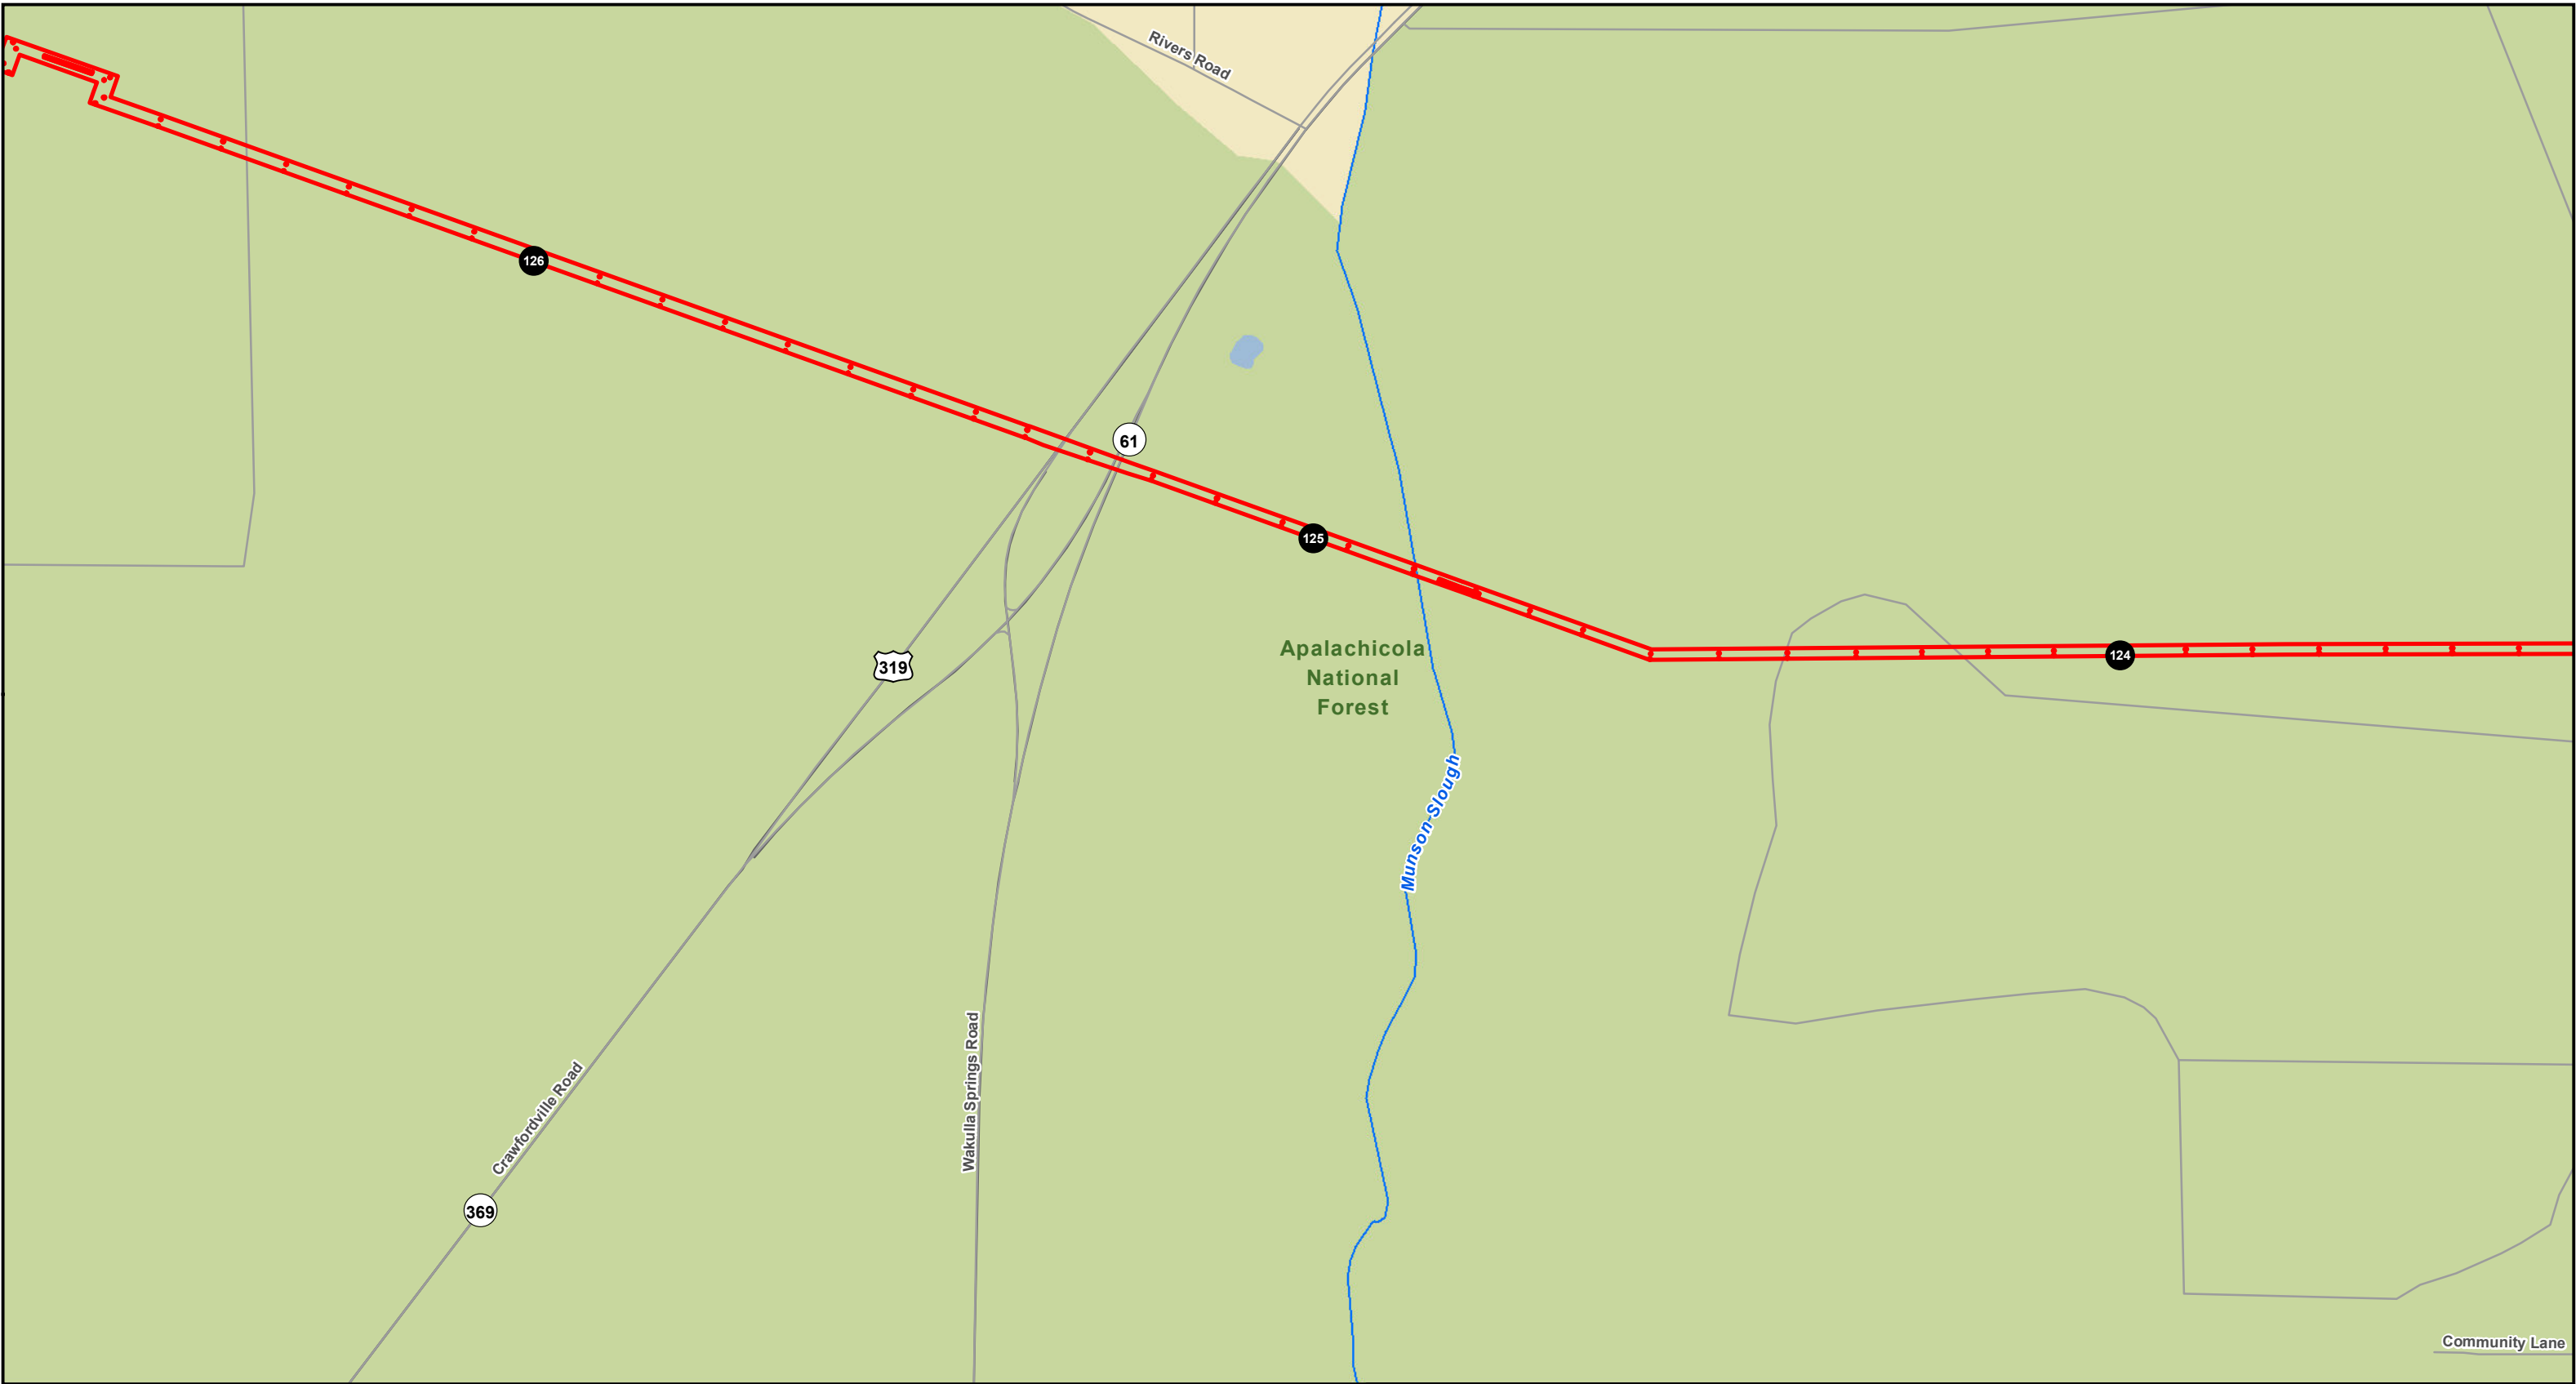 Rivers Road
126
61
125
Apalachicola
National
Forest
124
319
Munson Slough
Wakulla Springs Road
Crawfordville Road
369
Community Lane